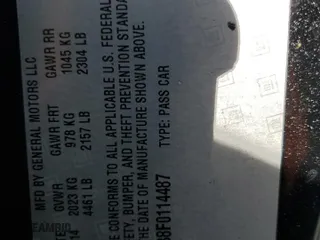 MFD BY GENERAL MOTORS LLC
GVWR GAWR FRT GAWR RR
2023 KG 978 KG 1045 KG
4461 LB 2157 LB 2304 LB
CONFORMS TO ALL APPLICABLE U.S. FEDERAL
SAFETY, BUMPER, AND THEFT PREVENTION STANDA
THE DATE OF MANUFACTURE SHOWN ABOVE.
8F0114487 TYPE: PASS CAR